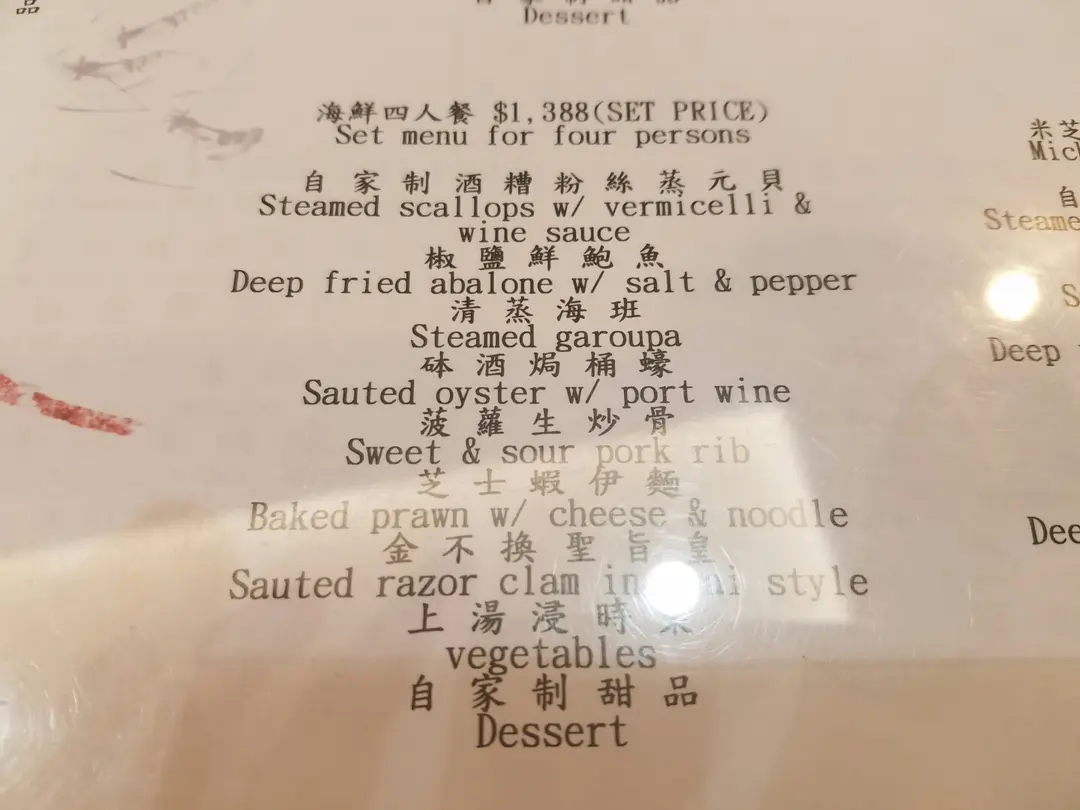 品
Dessert
海鮮四人餐 $1,388(SET PRICE)
Set menu for four persons
自家制酒糟粉絲蒸元貝
Steamed scallops w/ vermicelli &
wine sauce
椒鹽鮮鮑魚
Deep fried abalone w/ salt & pepper
清蒸海班
Steamed garoupa
砵酒焗桶蠔
Sauted oyster w/ port wine
菠蘿生炒骨
Sweet & sour pork rib
芝士蝦伊麵
Baked prawn w/ cheese & noodle
金不換聖旨皇
Sauted razor clam in style
上湯浸時
vegetables
自家制甜品
Dessert
米芝
自
Deep